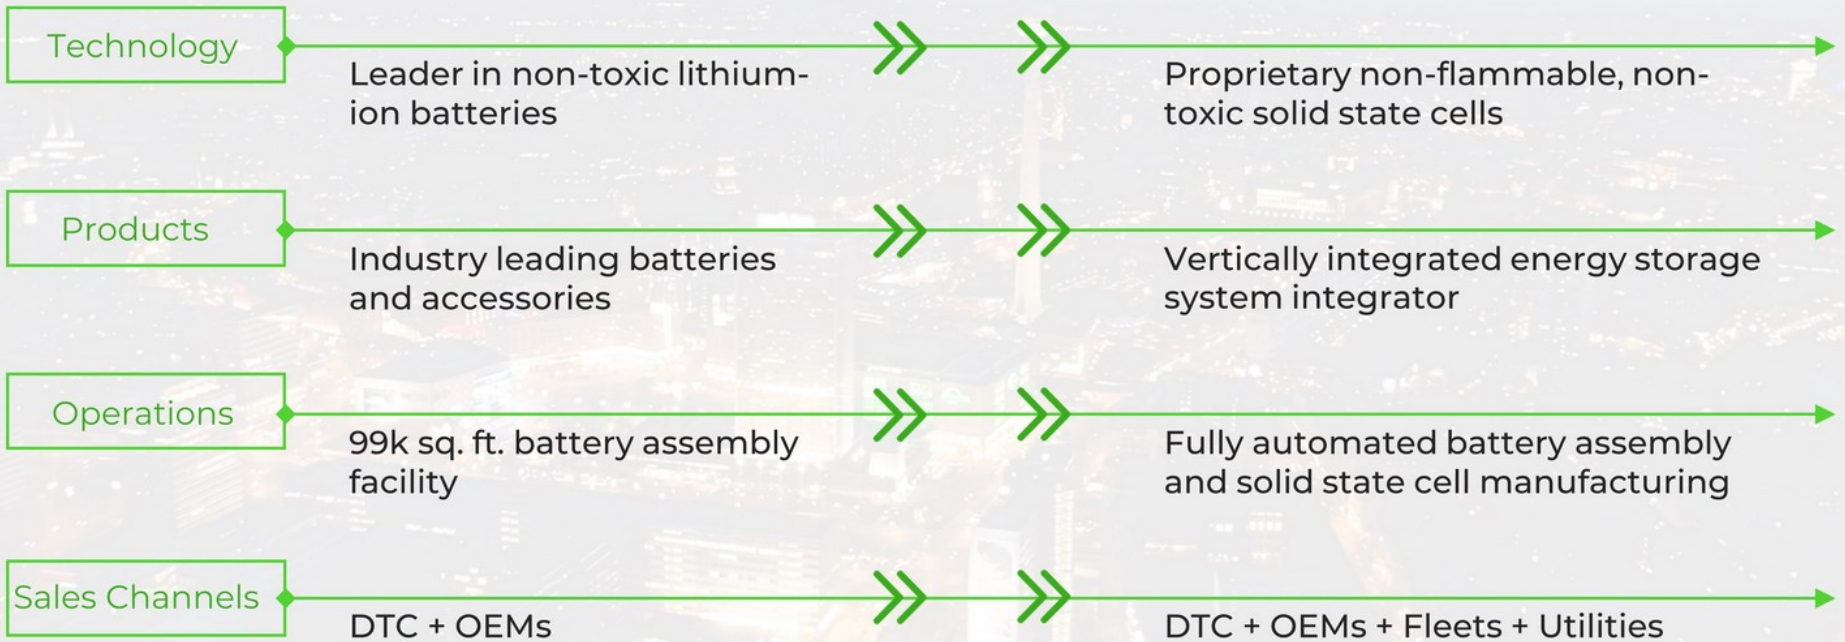 Technology
Leader in non-toxic lithium-
ion batteries
Proprietary non-flammable, non-
toxic solid state cells
Products
Industry leading batteries
and accessories
Vertically integrated energy storage
system integrator
Operations
99k sq. ft. battery assembly
facility
Fully automated battery assembly
and solid state cell manufacturing
Sales Channels
DTC + OEMs
DTC + OEMs + Fleets + Utilities